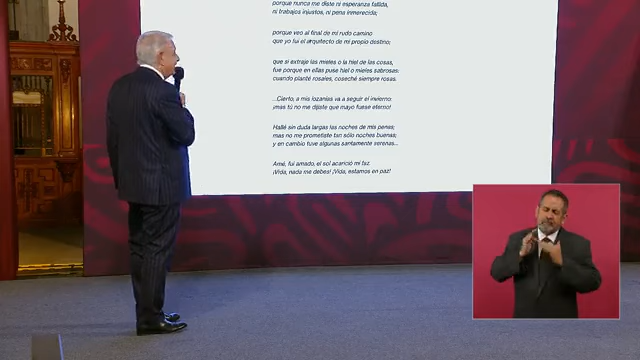 porque nunca me diste ni esperanza fallida,
ni trabajos injustos, ni pena inmerecida;
porque veo al final de mi rudo camino
que yo fui el arquitecto de mi propio destino;
que si extraje las mieles o la hiel de las cosas,
fue porque en ellas puse hiel o mieles sabrosas:
cuando planté rosales, coseché siempre rosas.
...Cierto, a mis lozanías va a seguir el invierno:
¡mas tú no me dijiste que mayo fuese eterno!
Hallé sin duda largas las noches de mis penas;
mas no me prometiste tan sólo noches buenas;
y en cambio tuve algunas santamente serenas...
Amé, fui amado, el sol acarició mi faz.
¡Vida, nada me debes! ¡Vida, estamos en paz!